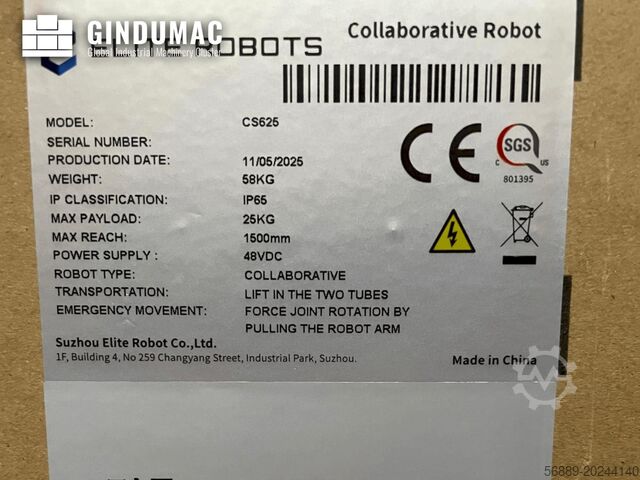 GINDUMAC
Global Industrial Machinery Cluster
ROBOTS
Collaborative Robot
MODEL: CS625
SERIAL NUMBER:
PRODUCTION DATE: 11/05/2025
WEIGHT: 58KG
IP CLASSIFICATION: IP65
MAX PAYLOAD: 25KG
MAX REACH: 1500mm
POWER SUPPLY : 48VDC
ROBOT TYPE: COLLABORATIVE
TRANSPORTATION: LIFT IN THE TWO TUBES
EMERGENCY MOVEMENT: FORCE JOINT ROTATION BY
PULLING THE ROBOT ARM
CE
SGS
C US
801395
Suzhou Elite Robot Co.,Ltd.
1F, Building 4, No 259 Changyang Street, Industrial Park, Suzhou.
Made in China
56889-20244140